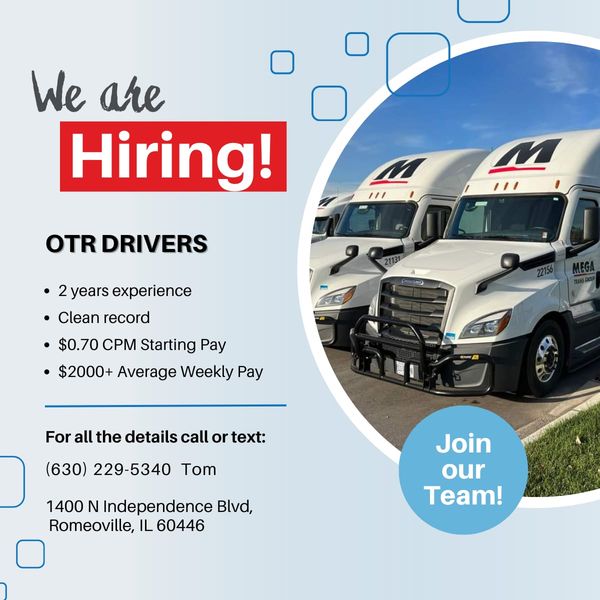 We are
Hiring!
OTR DRIVERS
• 2 years experience
• Clean record
• $0.70 CPM Starting Pay
• $2000+ Average Weekly Pay
For all the details call or text:
(630) 229-5340 Tom
1400 N Independence Blvd,
Romeoville, IL 60446
M
M
21131
22156
MEGA
TRANS GROUP
Join
our
Team!